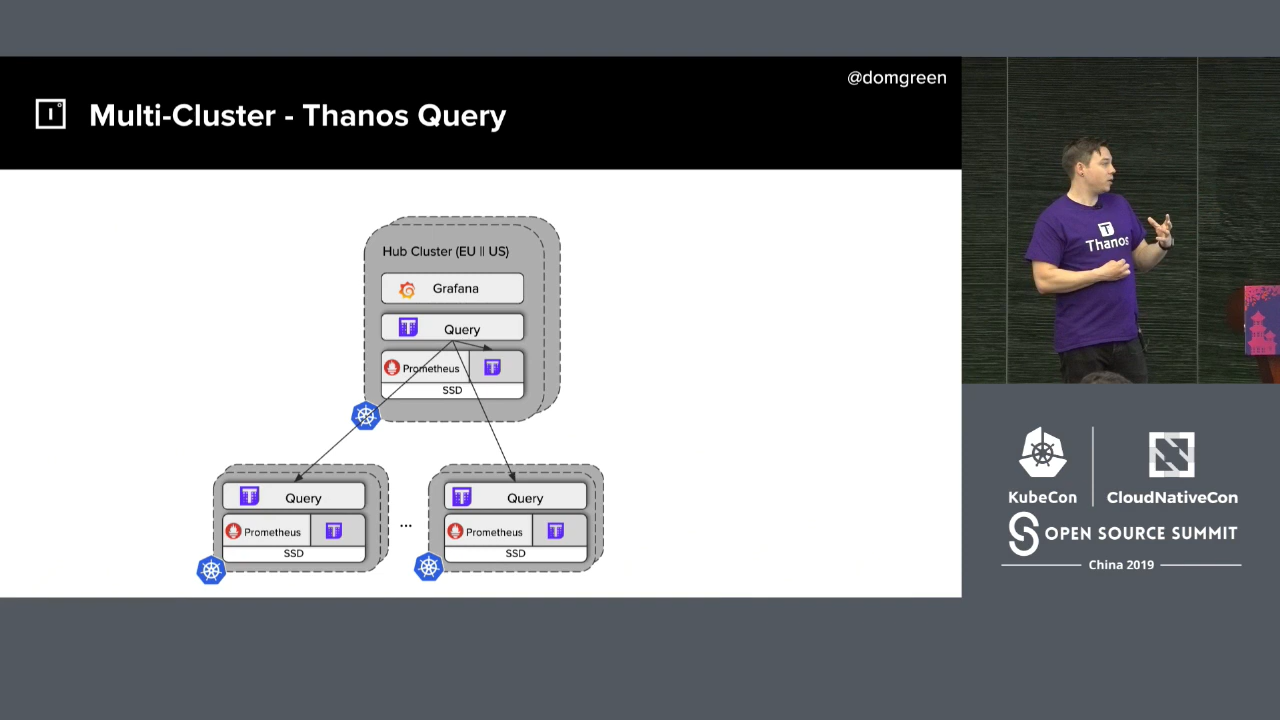 @domgreen
Multi-Cluster - Thanos Query
Hub Cluster (EU || US)
Grafana
Query
Prometheus
SSD
Query
Prometheus
SSD
...
Query
Prometheus
SSD
T
Thanos
KubeCon
CloudNativeCon
OPEN SOURCE SUMMIT
China 2019